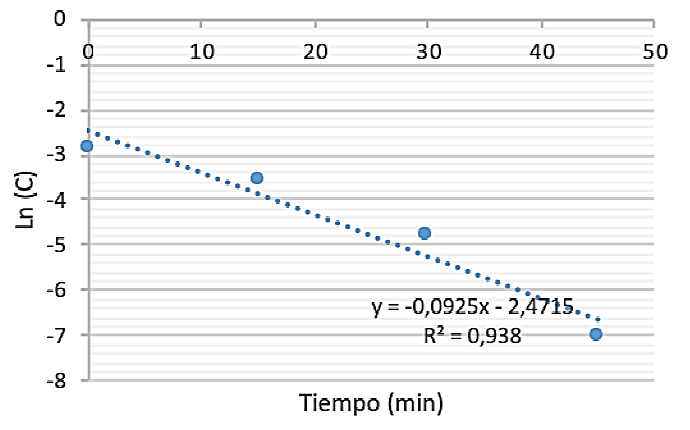 0
0 10 20 30 40 50
-1
-2
-3
-4
-5
-6
-7
-8
Ln (C)
y = -0,0925x - 2,4715
R² = 0,938
Tiempo (min)